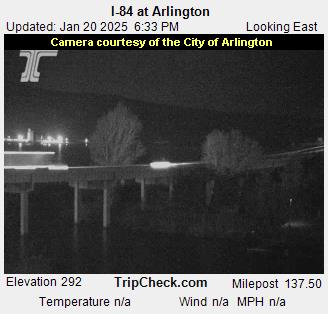 I-84 at Arlington
Updated: Jan 20 2025 6:33 PM Looking East
Camera courtesy of the City of Arlington
Elevation 292 TripCheck.com Milepost 137.50
Temperature n/a Wind n/a MPH n/a